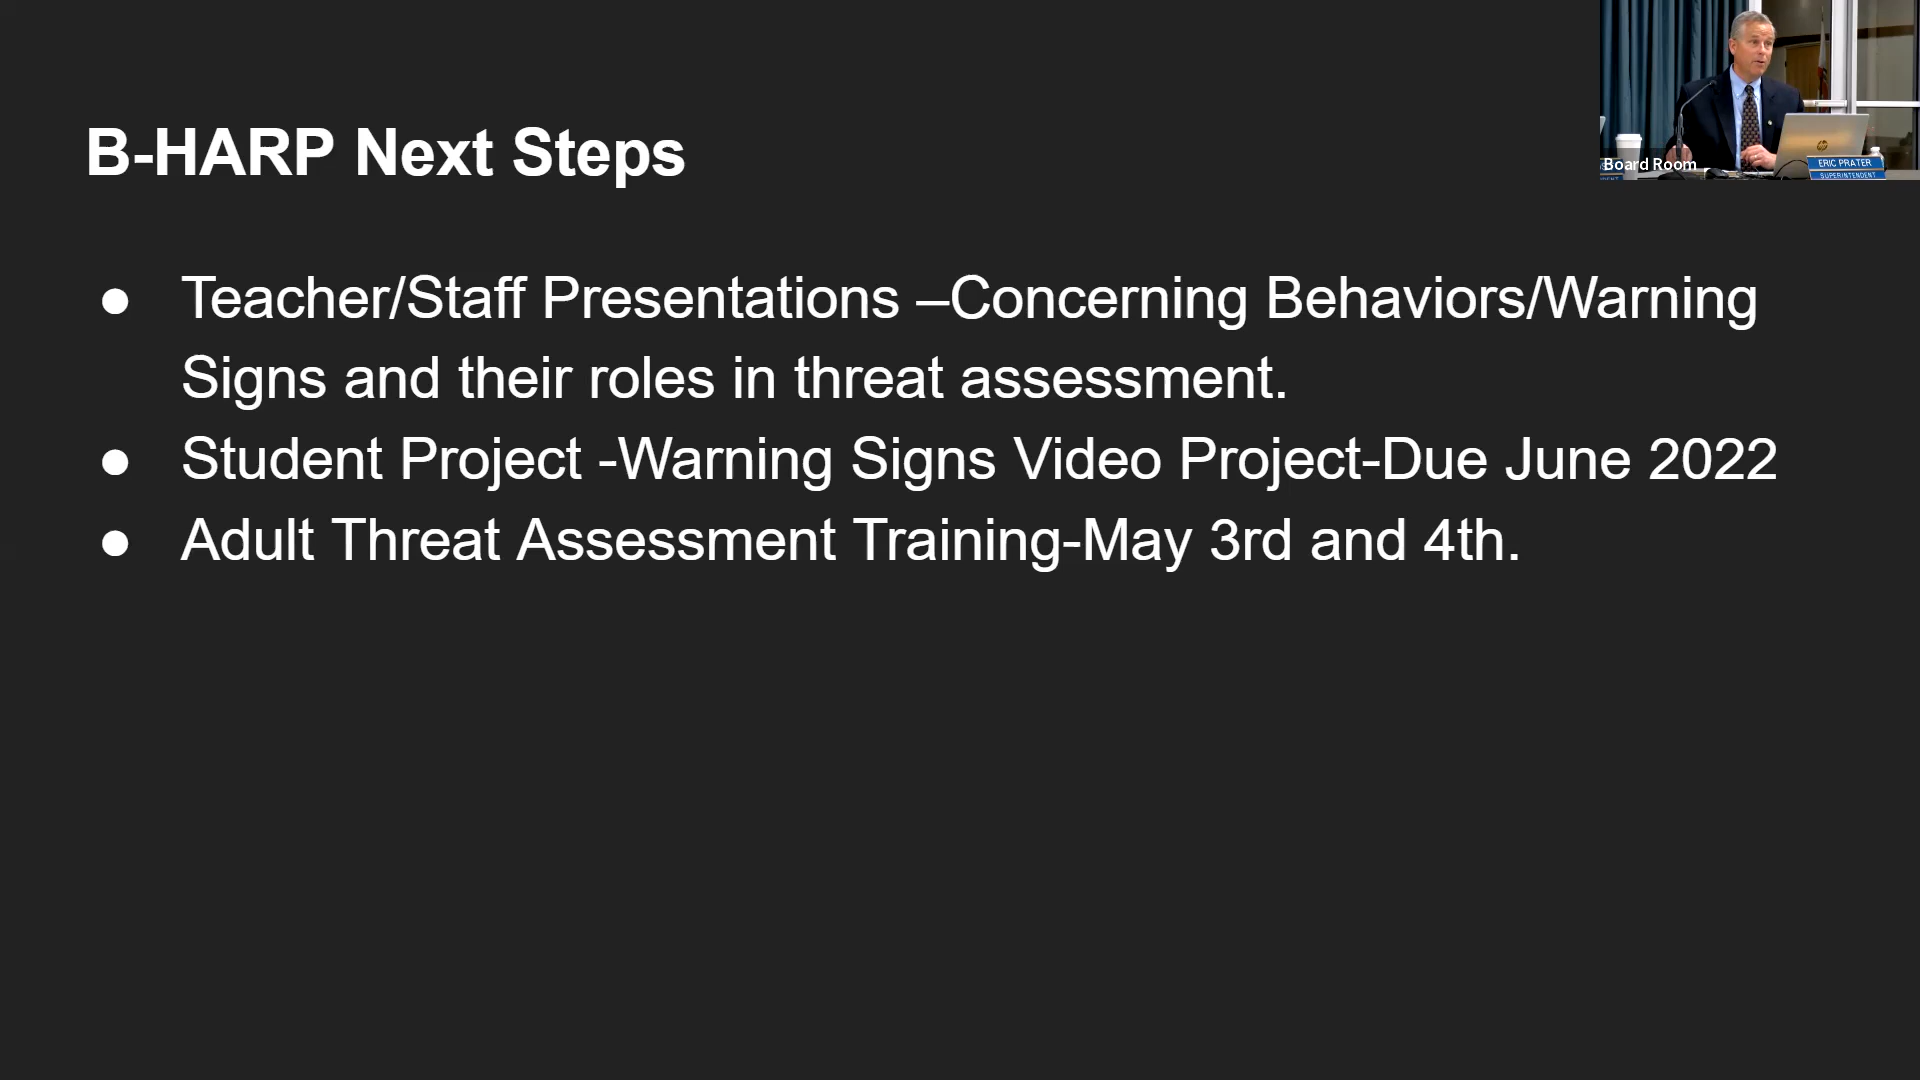 B-HARP Next Steps
● Teacher/Staff Presentations –Concerning Behaviors/Warning
Signs and their roles in threat assessment.
● Student Project -Warning Signs Video Project-Due June 2022
● Adult Threat Assessment Training-May 3rd and 4th.
Board Room
ERIC PRATER
SUPERINTENDENT